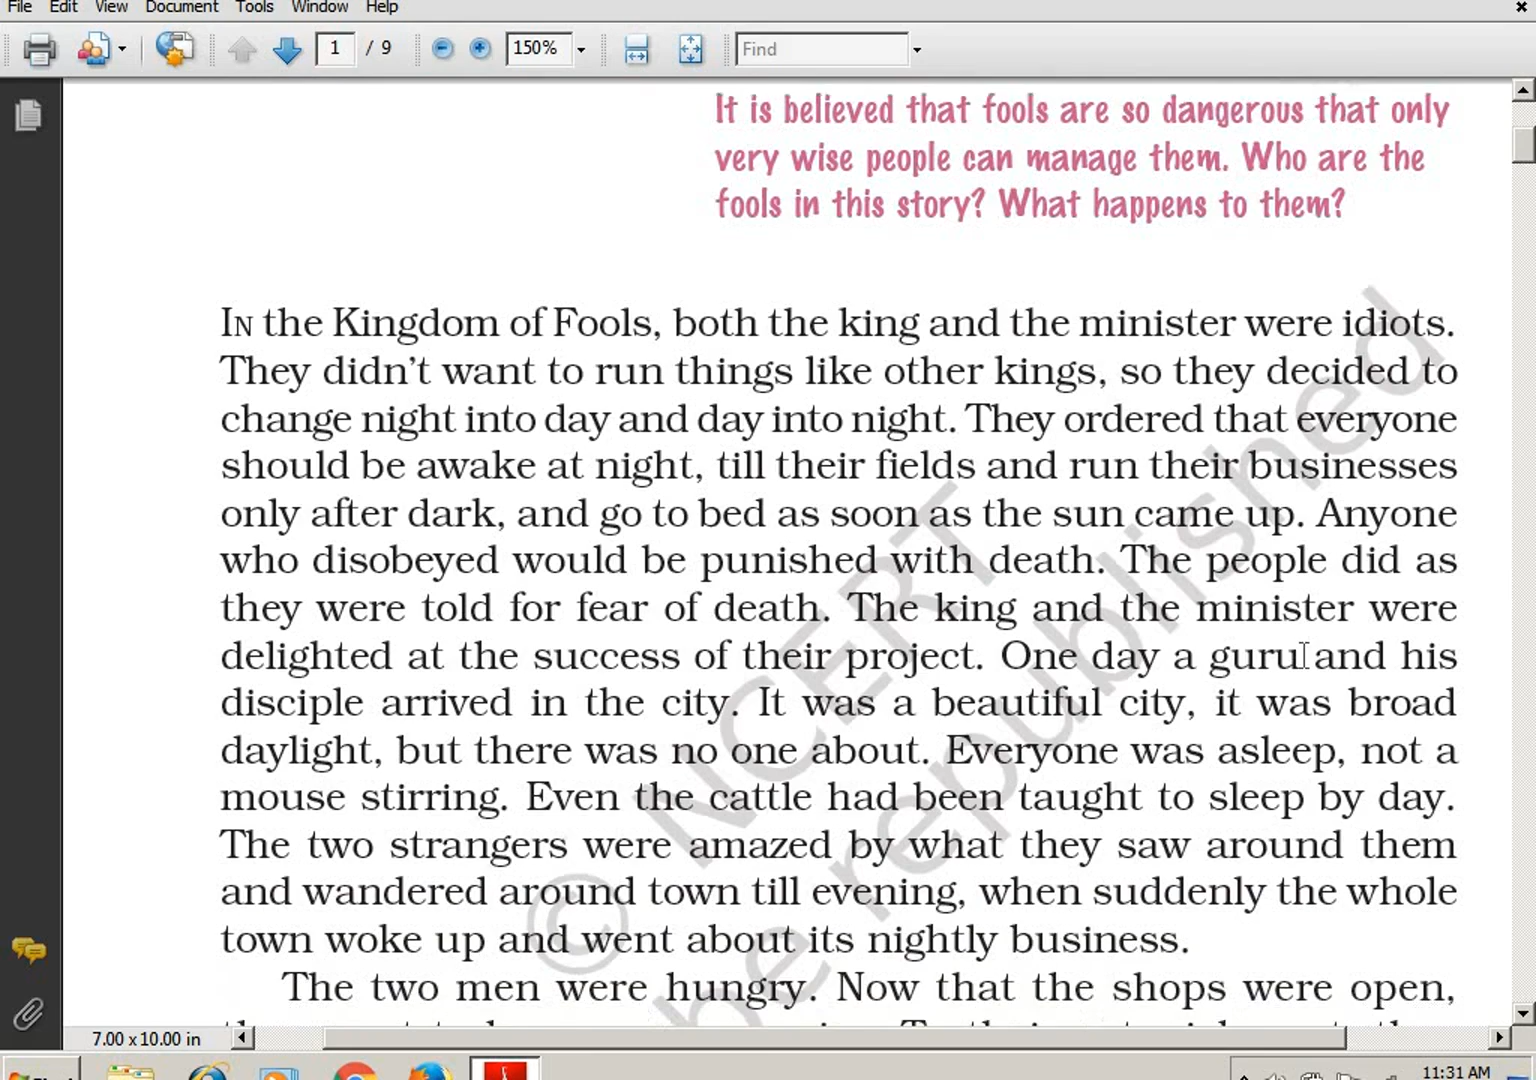 File Edit View Document Tools Window Help
1 / 9 150% Find
It is believed that fools are so dangerous that only
very wise people can manage them. Who are the
fools in this story? What happens to them?
IN the Kingdom of Fools, both the king and the minister were idiots.
They didn’t want to run things like other kings, so they decided to
change night into day and day into night. They ordered that everyone
should be awake at night, till their fields and run their businesses
only after dark, and go to bed as soon as the sun came up. Anyone
who disobeyed would be punished with death. The people did as
they were told for fear of death. The king and the minister were
delighted at the success of their project. One day a guru and his
disciple arrived in the city. It was a beautiful city, it was broad
daylight, but there was no one about. Everyone was asleep, not a
mouse stirring. Even the cattle had been taught to sleep by day.
The two strangers were amazed by what they saw around them
and wandered around town till evening, when suddenly the whole
town woke up and went about its nightly business.
The two men were hungry. Now that the shops were open,
© NCERT
be republished
7.00 x 10.00 in
11:31 AM